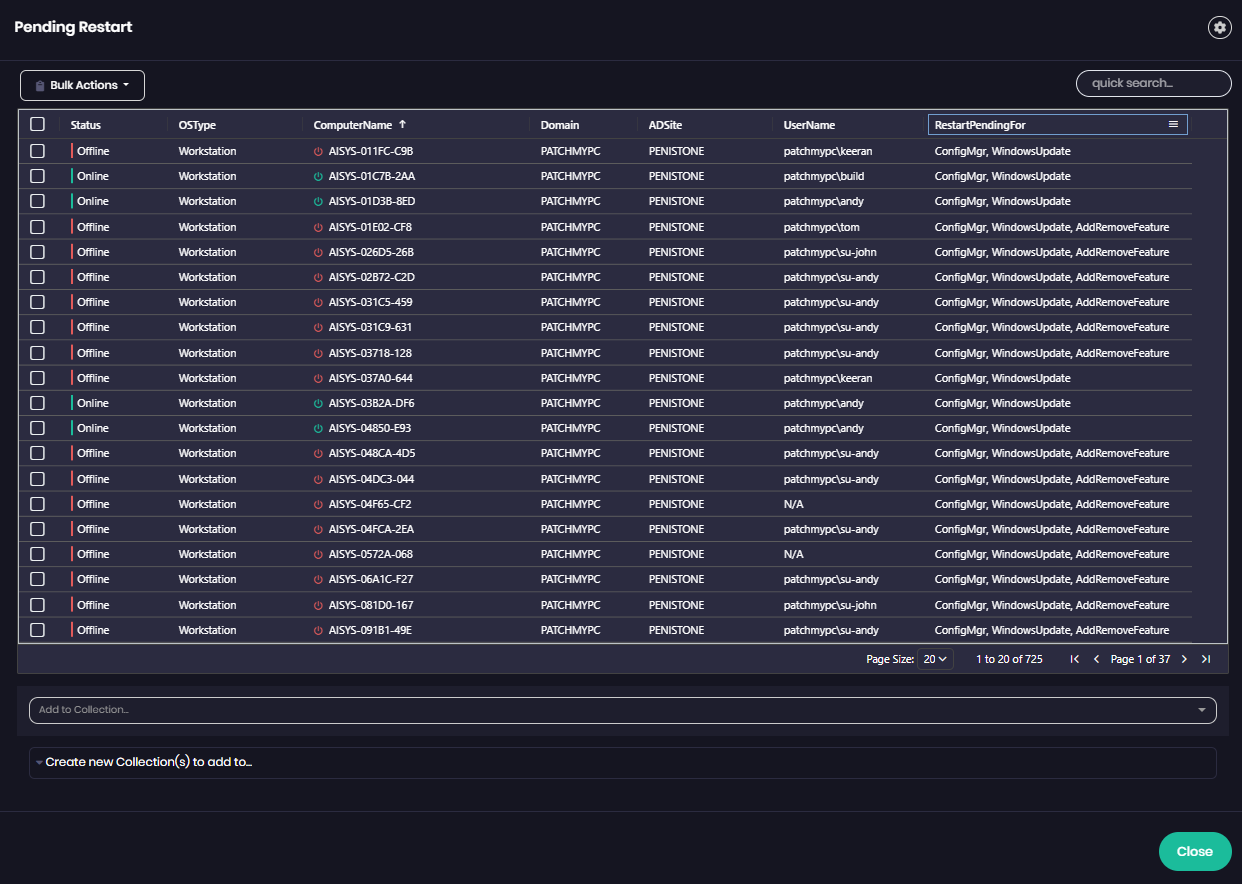 Pending Restart
Bulk Actions
quick search...
Status OSType ComputerName Domain ADSite UserName RestartPendingFor
Offline Workstation AISYS-011FC-C9B PATCHMYPC PENISTONE patchmypc\keeran ConfigMgr, WindowsUpdate
Online Workstation AISYS-01C7B-2AA PATCHMYPC PENISTONE patchmypc\build ConfigMgr, WindowsUpdate
Online Workstation AISYS-01D3B-8ED PATCHMYPC PENISTONE patchmypc\andy ConfigMgr, WindowsUpdate
Offline Workstation AISYS-01E02-CF8 PATCHMYPC PENISTONE patchmypc\tom ConfigMgr, WindowsUpdate, AddRemoveFeature
Offline Workstation AISYS-026D5-26B PATCHMYPC PENISTONE patchmypc\su-john ConfigMgr, WindowsUpdate, AddRemoveFeature
Offline Workstation AISYS-02B72-C2D PATCHMYPC PENISTONE patchmypc\su-andy ConfigMgr, WindowsUpdate, AddRemoveFeature
Offline Workstation AISYS-031C5-459 PATCHMYPC PENISTONE patchmypc\su-andy ConfigMgr, WindowsUpdate, AddRemoveFeature
Offline Workstation AISYS-031C9-631 PATCHMYPC PENISTONE patchmypc\su-andy ConfigMgr, WindowsUpdate, AddRemoveFeature
Offline Workstation AISYS-03718-128 PATCHMYPC PENISTONE patchmypc\su-andy ConfigMgr, WindowsUpdate, AddRemoveFeature
Offline Workstation AISYS-037A0-644 PATCHMYPC PENISTONE patchmypc\keeran ConfigMgr, WindowsUpdate
Online Workstation AISYS-03B2A-DF6 PATCHMYPC PENISTONE patchmypc\andy ConfigMgr, WindowsUpdate
Online Workstation AISYS-04850-E93 PATCHMYPC PENISTONE patchmypc\andy ConfigMgr, WindowsUpdate
Offline Workstation AISYS-048CA-4D5 PATCHMYPC PENISTONE patchmypc\su-andy ConfigMgr, WindowsUpdate, AddRemoveFeature
Offline Workstation AISYS-04DC3-044 PATCHMYPC PENISTONE patchmypc\su-andy ConfigMgr, WindowsUpdate, AddRemoveFeature
Offline Workstation AISYS-04F65-CF2 PATCHMYPC PENISTONE N/A ConfigMgr, WindowsUpdate, AddRemoveFeature
Offline Workstation AISYS-04FCA-2EA PATCHMYPC PENISTONE patchmypc\su-andy ConfigMgr, WindowsUpdate, AddRemoveFeature
Offline Workstation AISYS-0572A-068 PATCHMYPC PENISTONE N/A ConfigMgr, WindowsUpdate, AddRemoveFeature
Offline Workstation AISYS-06A1C-F27 PATCHMYPC PENISTONE patchmypc\su-andy ConfigMgr, WindowsUpdate, AddRemoveFeature
Offline Workstation AISYS-081D0-167 PATCHMYPC PENISTONE patchmypc\su-john ConfigMgr, WindowsUpdate, AddRemoveFeature
Offline Workstation AISYS-091B1-49E PATCHMYPC PENISTONE patchmypc\su-andy ConfigMgr, WindowsUpdate, AddRemoveFeature
Page Size: 20 1 to 20 of 725 Page 1 of 37
Add to Collection...
Create new Collection(s) to add to...
Close